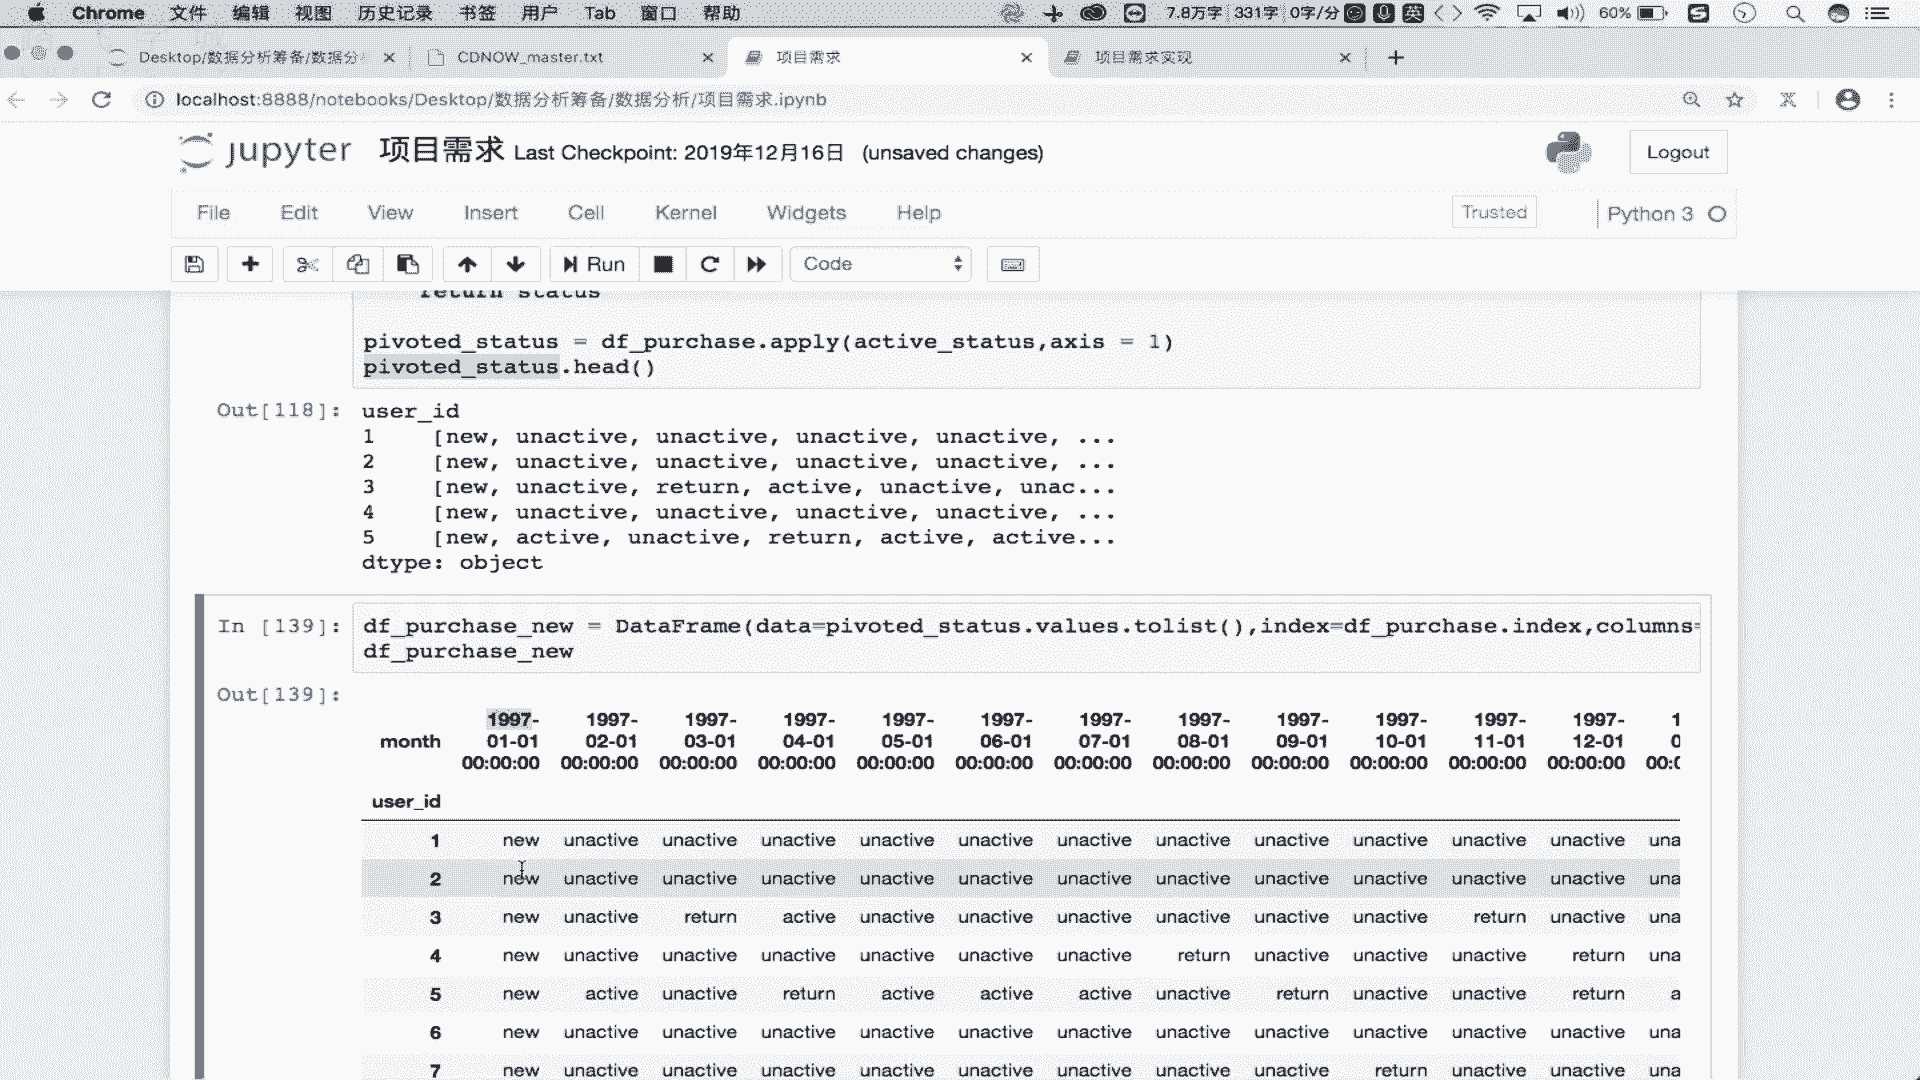 Chrome 文件 编辑 视图 历史记录 书签 用户 Tab 窗口 帮助 7.8万字 331字 0字/分 英 60%
Desktop/数据分析筹备/数据分 CDNOW_master.txt 项目需求 项目需求实现
localhost:8888/notebooks/Desktop/数据分析筹备/数据分析/项目需求.ipynb
jupyter 项目需求 Last Checkpoint: 2019年12月16日 (unsaved changes) Logout
File Edit View Insert Cell Kernel Widgets Help Trusted Python 3
Run Code
return status
pivoted_status = df_purchase.apply(active_status,axis = 1)
pivoted_status.head()
Out[118]: user_id
1 [new, unactive, unactive, unactive, unactive, ...
2 [new, unactive, unactive, unactive, unactive, ...
3 [new, unactive, return, active, unactive, unac...
4 [new, unactive, unactive, unactive, unactive, ...
5 [new, active, unactive, return, active, active...
dtype: object
In [139]: df_purchase_new = DataFrame(data=pivoted_status.values.tolist(),index=df_purchase.index,columns=
df_purchase_new
Out[139]:
1997- 1997- 1997- 1997- 1997- 1997- 1997- 1997- 1997- 1997- 1997- 1997- 1
month 01-01 02-01 03-01 04-01 05-01 06-01 07-01 08-01 09-01 10-01 11-01 12-01 0
00:00:00 00:00:00 00:00:00 00:00:00 00:00:00 00:00:00 00:00:00 00:00:00 00:00:00 00:00:00 00:00:00 00:00:00 00:0
user_id
1 new unactive unactive unactive unactive unactive unactive unactive unactive unactive unactive unactive una
2 new unactive unactive unactive unactive unactive unactive unactive unactive unactive unactive unactive una
3 new unactive return active unactive unactive unactive unactive unactive unactive return unactive una
4 new unactive unactive unactive unactive unactive unactive return unactive unactive unactive return una
5 new active unactive return active active active unactive return unactive unactive return a
6 new unactive unactive unactive unactive unactive unactive unactive unactive unactive unactive unactive una
7 new unactive unactive unactive unactive unactive unactive unactive unactive return unactive unactive una